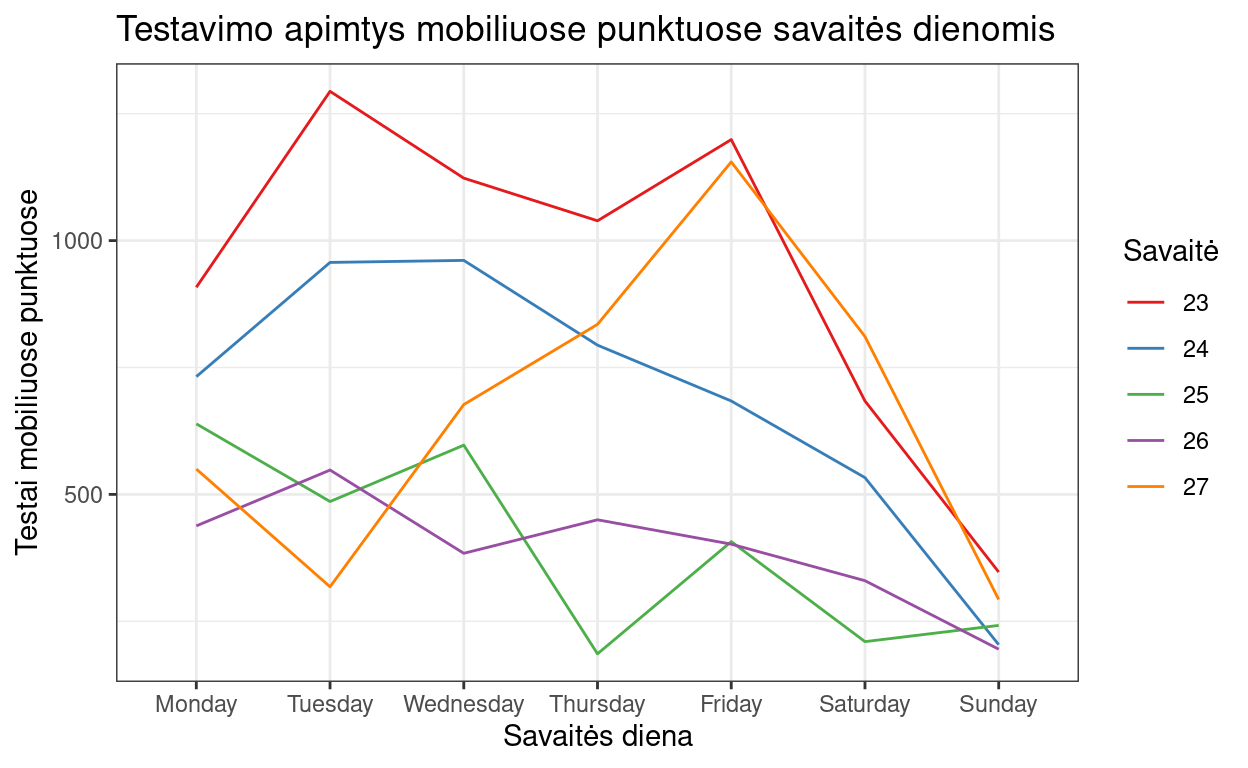 Testavimo apimtys mobiliuose punktuose savaitės dienomis
Testai mobiliuose punktuose
1000
500
Monday Tuesday Wednesday Thursday Friday Saturday Sunday
Savaitės diena
Savaitė
23
24
25
26
27